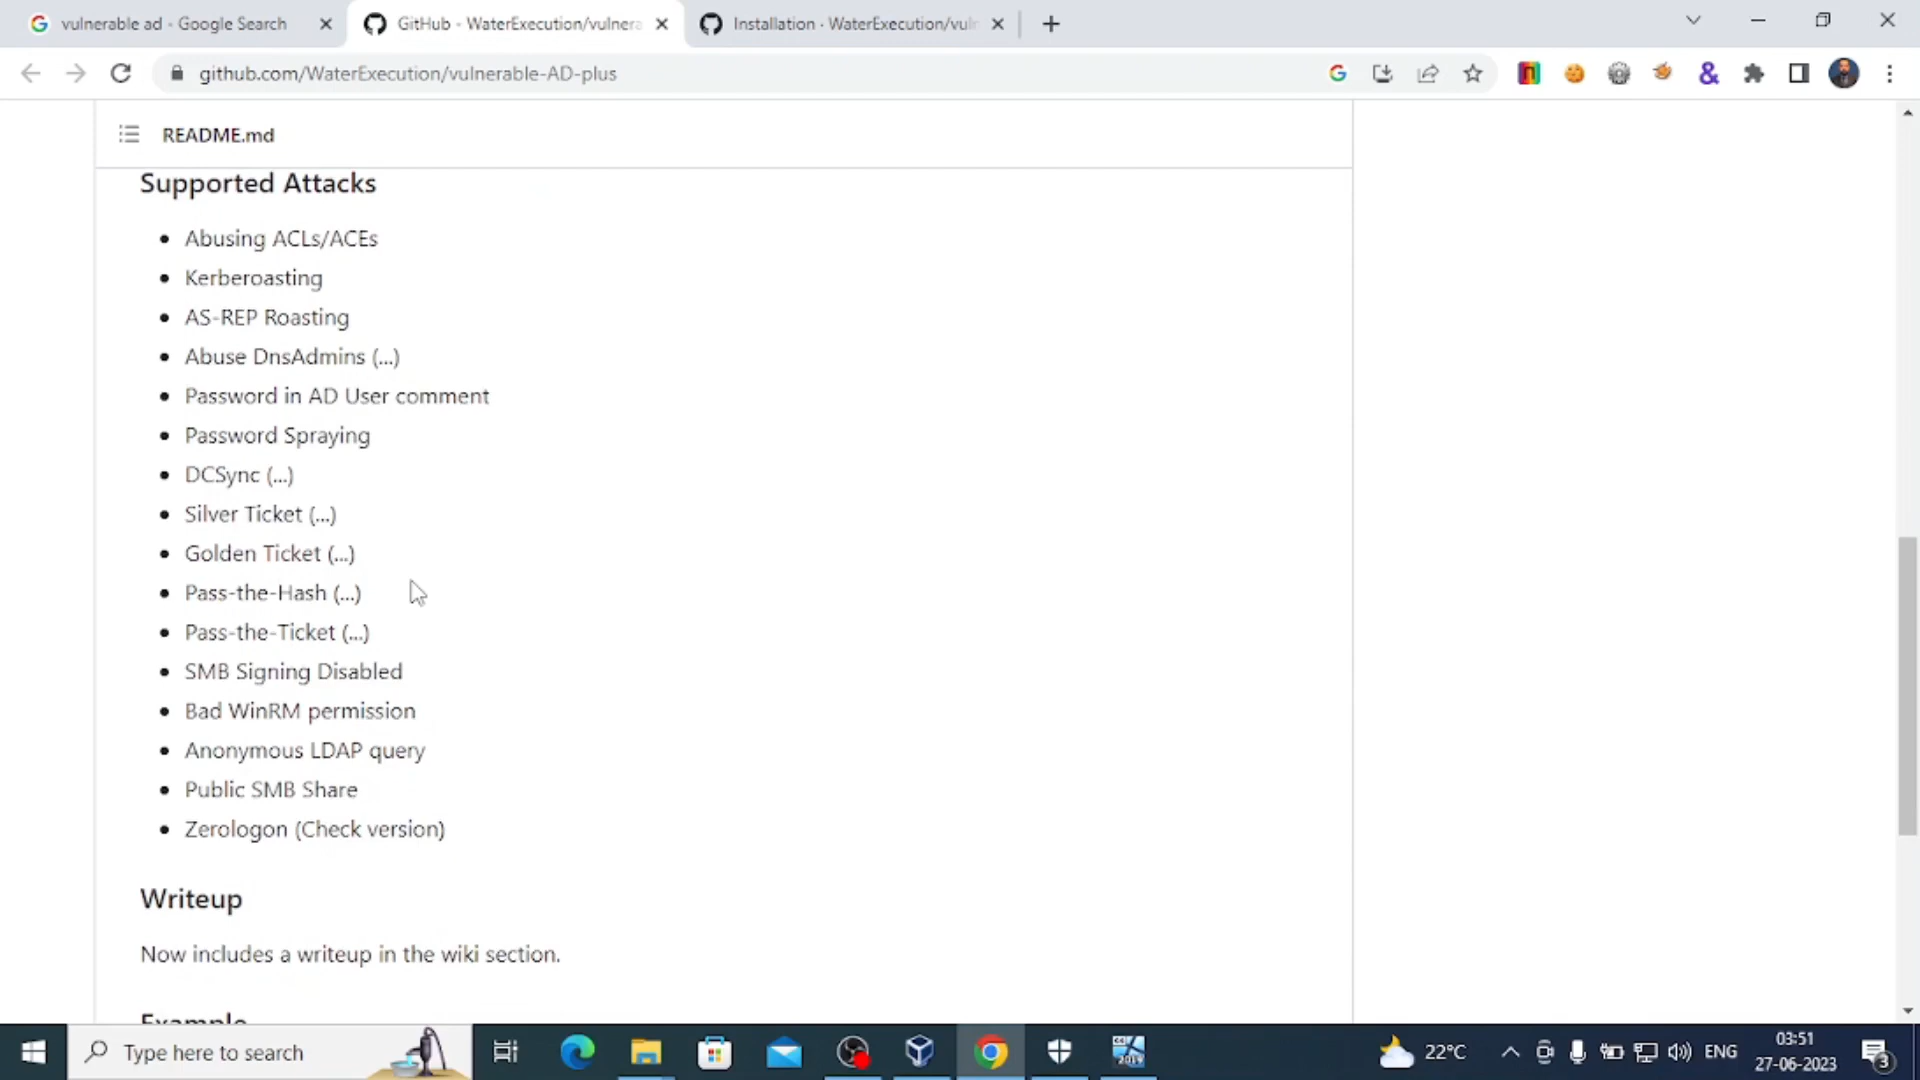 vulnerable ad - Google Search
GitHub - WaterExecution/vulnera
Installation · WaterExecution/vuln
github.com/WaterExecution/vulnerable-AD-plus
README.md
Supported Attacks
Abusing ACLs/ACEs
Kerberoasting
AS-REP Roasting
Abuse DnsAdmins (...)
Password in AD User comment
Password Spraying
DCSync (...)
Silver Ticket (...)
Golden Ticket (...)
Pass-the-Hash (...)
Pass-the-Ticket (...)
SMB Signing Disabled
Bad WinRM permission
Anonymous LDAP query
Public SMB Share
Zerologon (Check version)
Writeup
Now includes a writeup in the wiki section.
Example
Type here to search
2019
22°C
ENG
03:51
27-06-2023
3